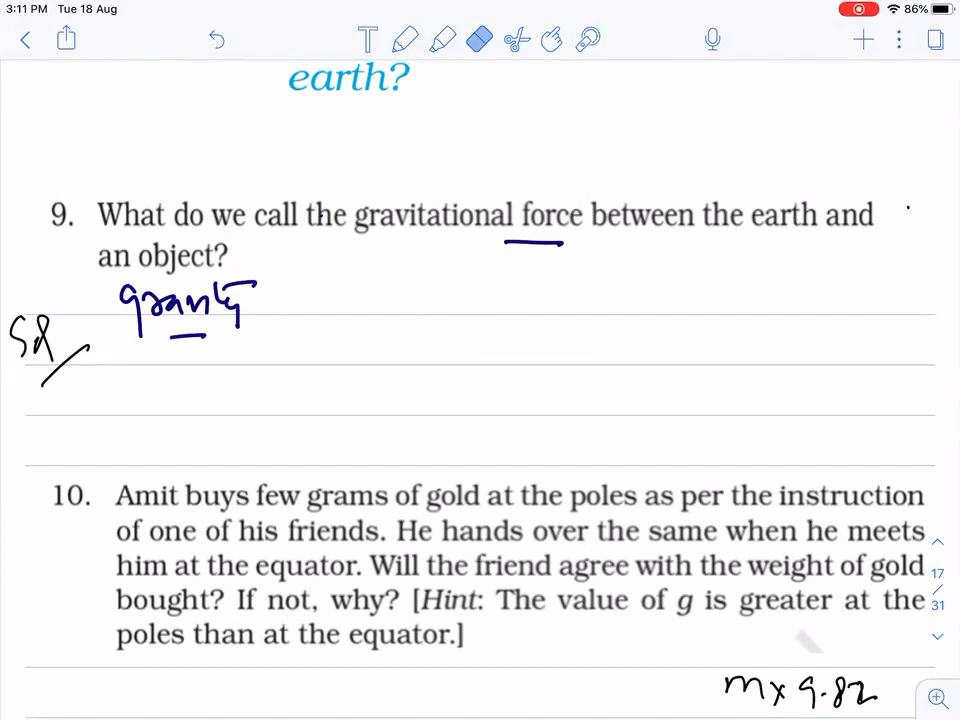 3:11 PM Tue 18 Aug
86%
earth?
9. What do we call the gravitational force between the earth and
an object?
Sol
10. Amit buys few grams of gold at the poles as per the instruction
of one of his friends. He hands over the same when he meets
him at the equator. Will the friend agree with the weight of gold
bought? If not, why? [Hint: The value of g is greater at the
poles than at the equator.]
17
/
31
m x 9.82